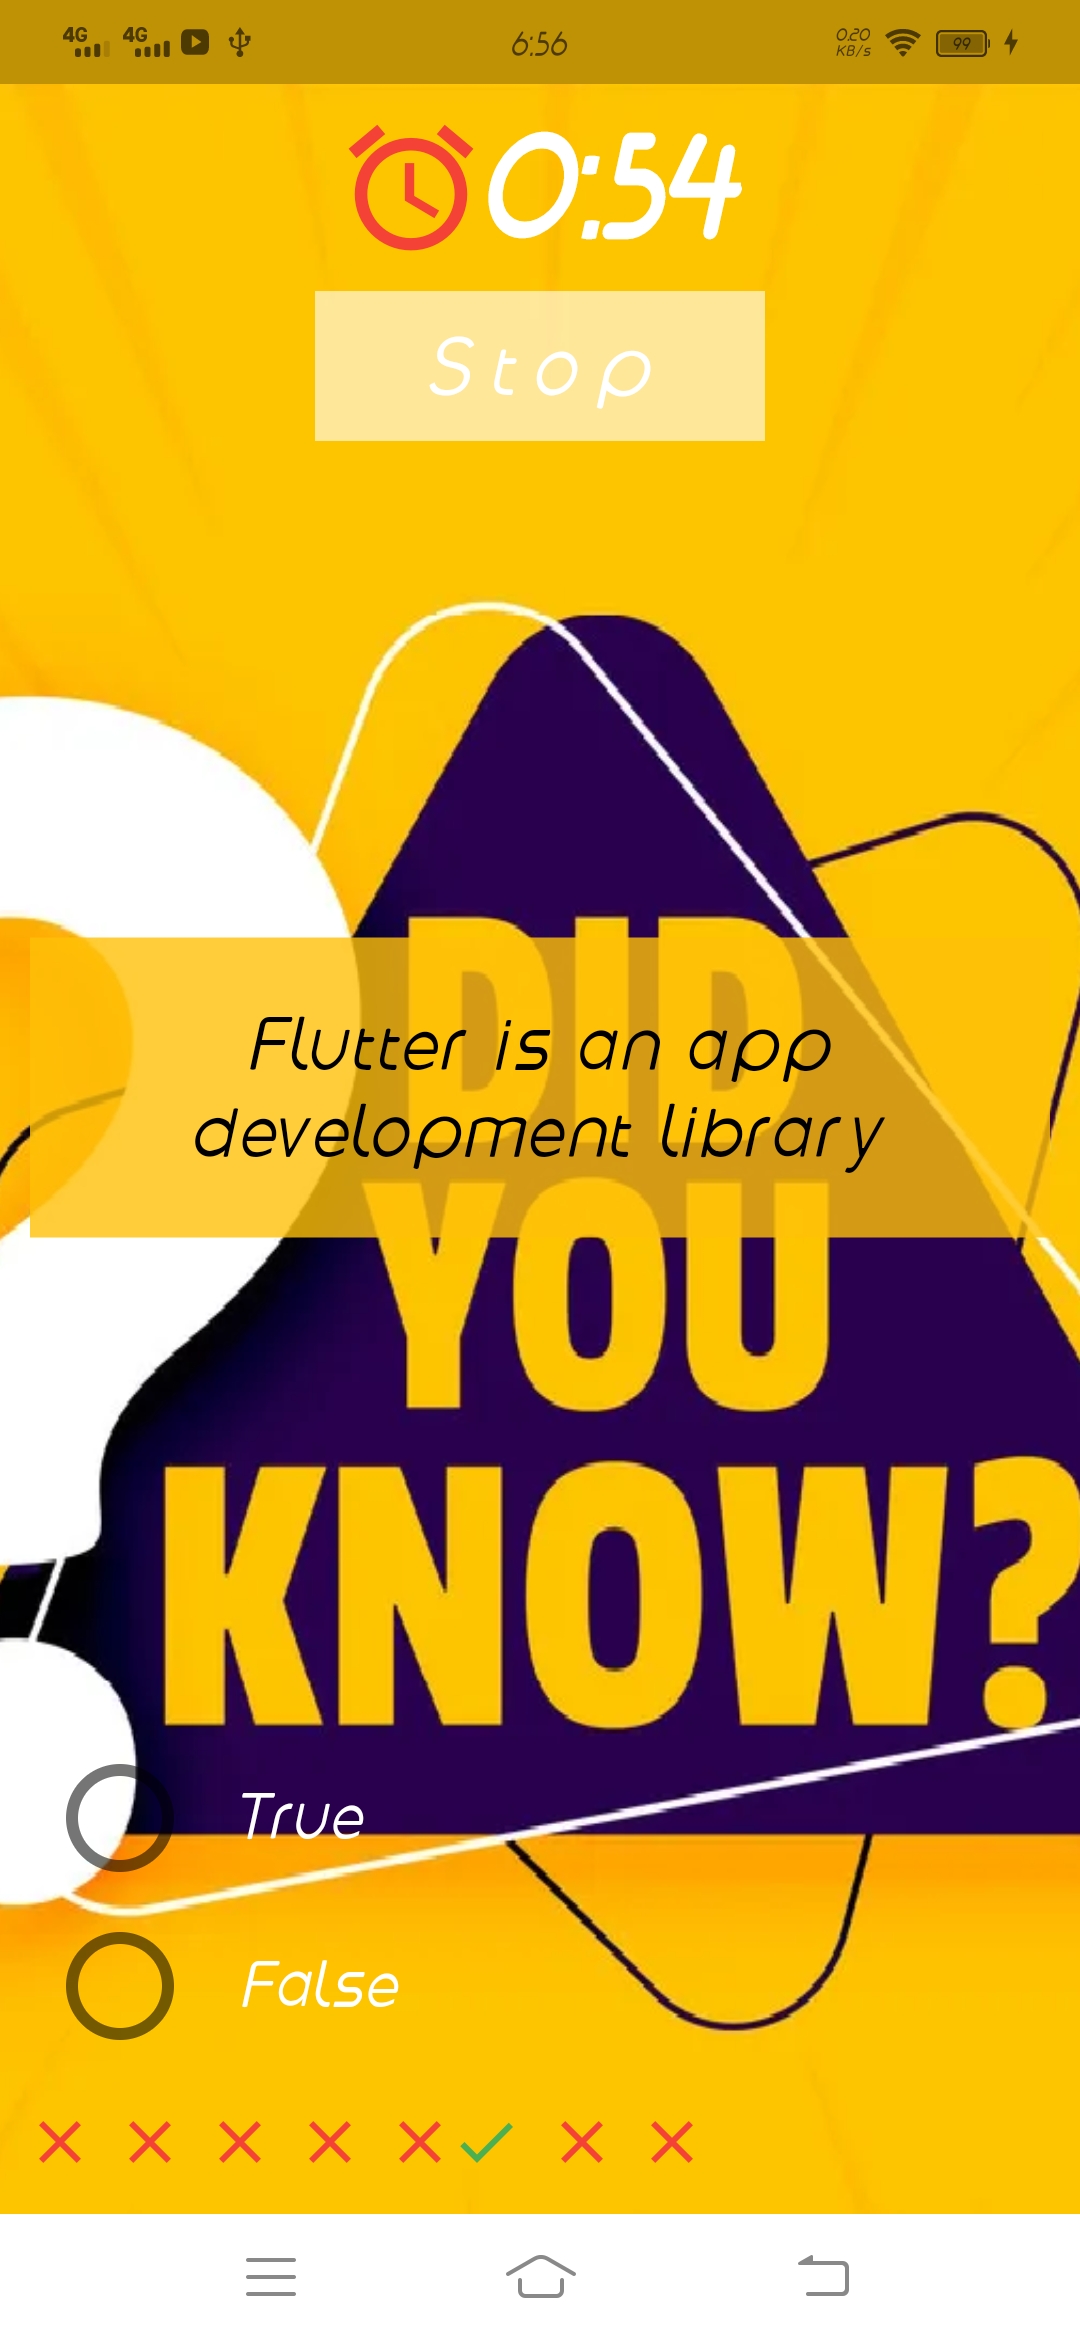 4G 4G 6:56 0.20 KB/s 99
0:54
Stop
DID
Flutter is an app
development library
YOU
KNOW?
True
False